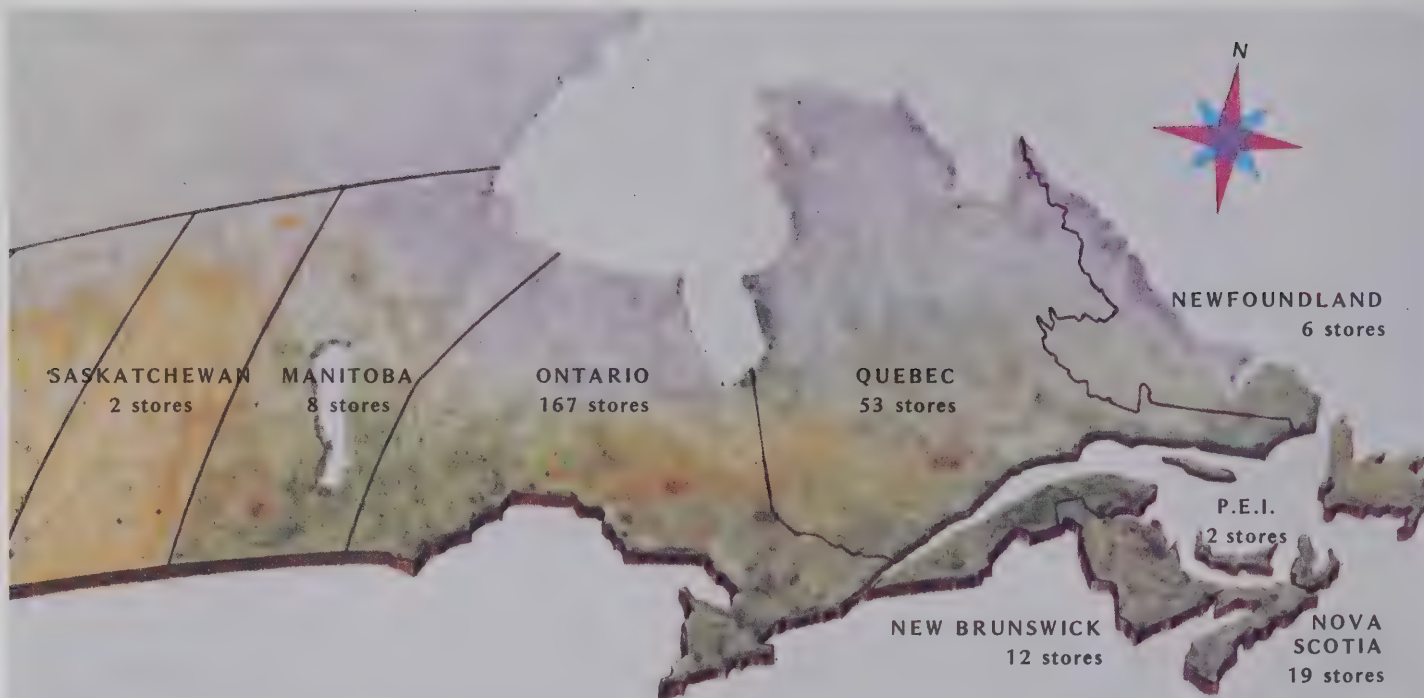 N
NEWFOUNDLAND
6 stores
SASKATCHEWAN
2 stores
MANITOBA
8 stores
ONTARIO
167 stores
QUEBEC
53 stores
P.E.I.
2 stores
NEW BRUNSWICK
12 stores
NOVA
SCOTIA
19 stores